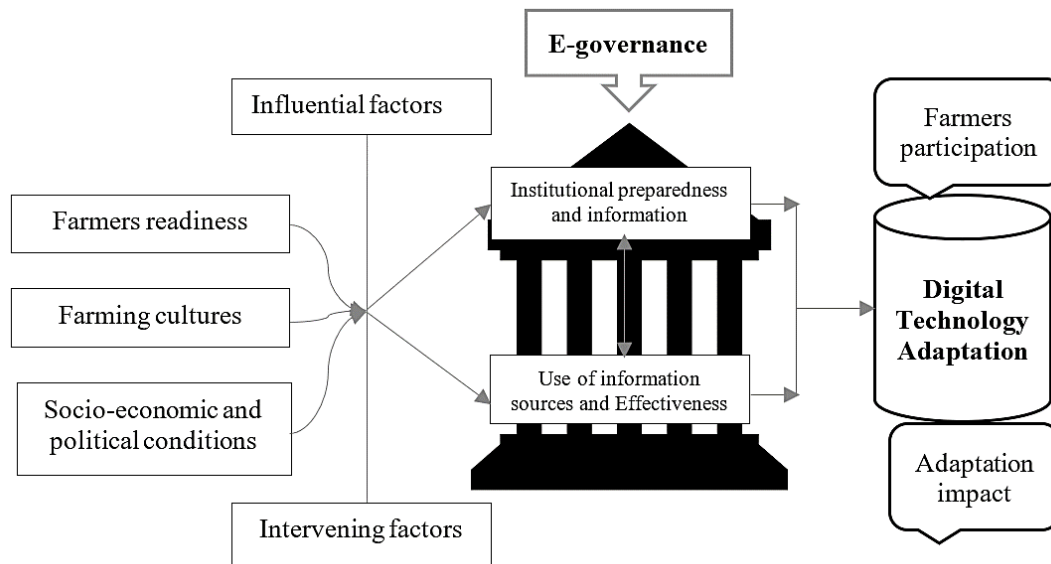 E-governance
Influential factors
Farmers readiness
Farming cultures
Socio-economic and
political conditions
Intervening factors
Institutional preparedness
and information
Use of information
sources and Effectiveness
Farmers
participation
Digital
Technology
Adaptation
Adaptation
impact